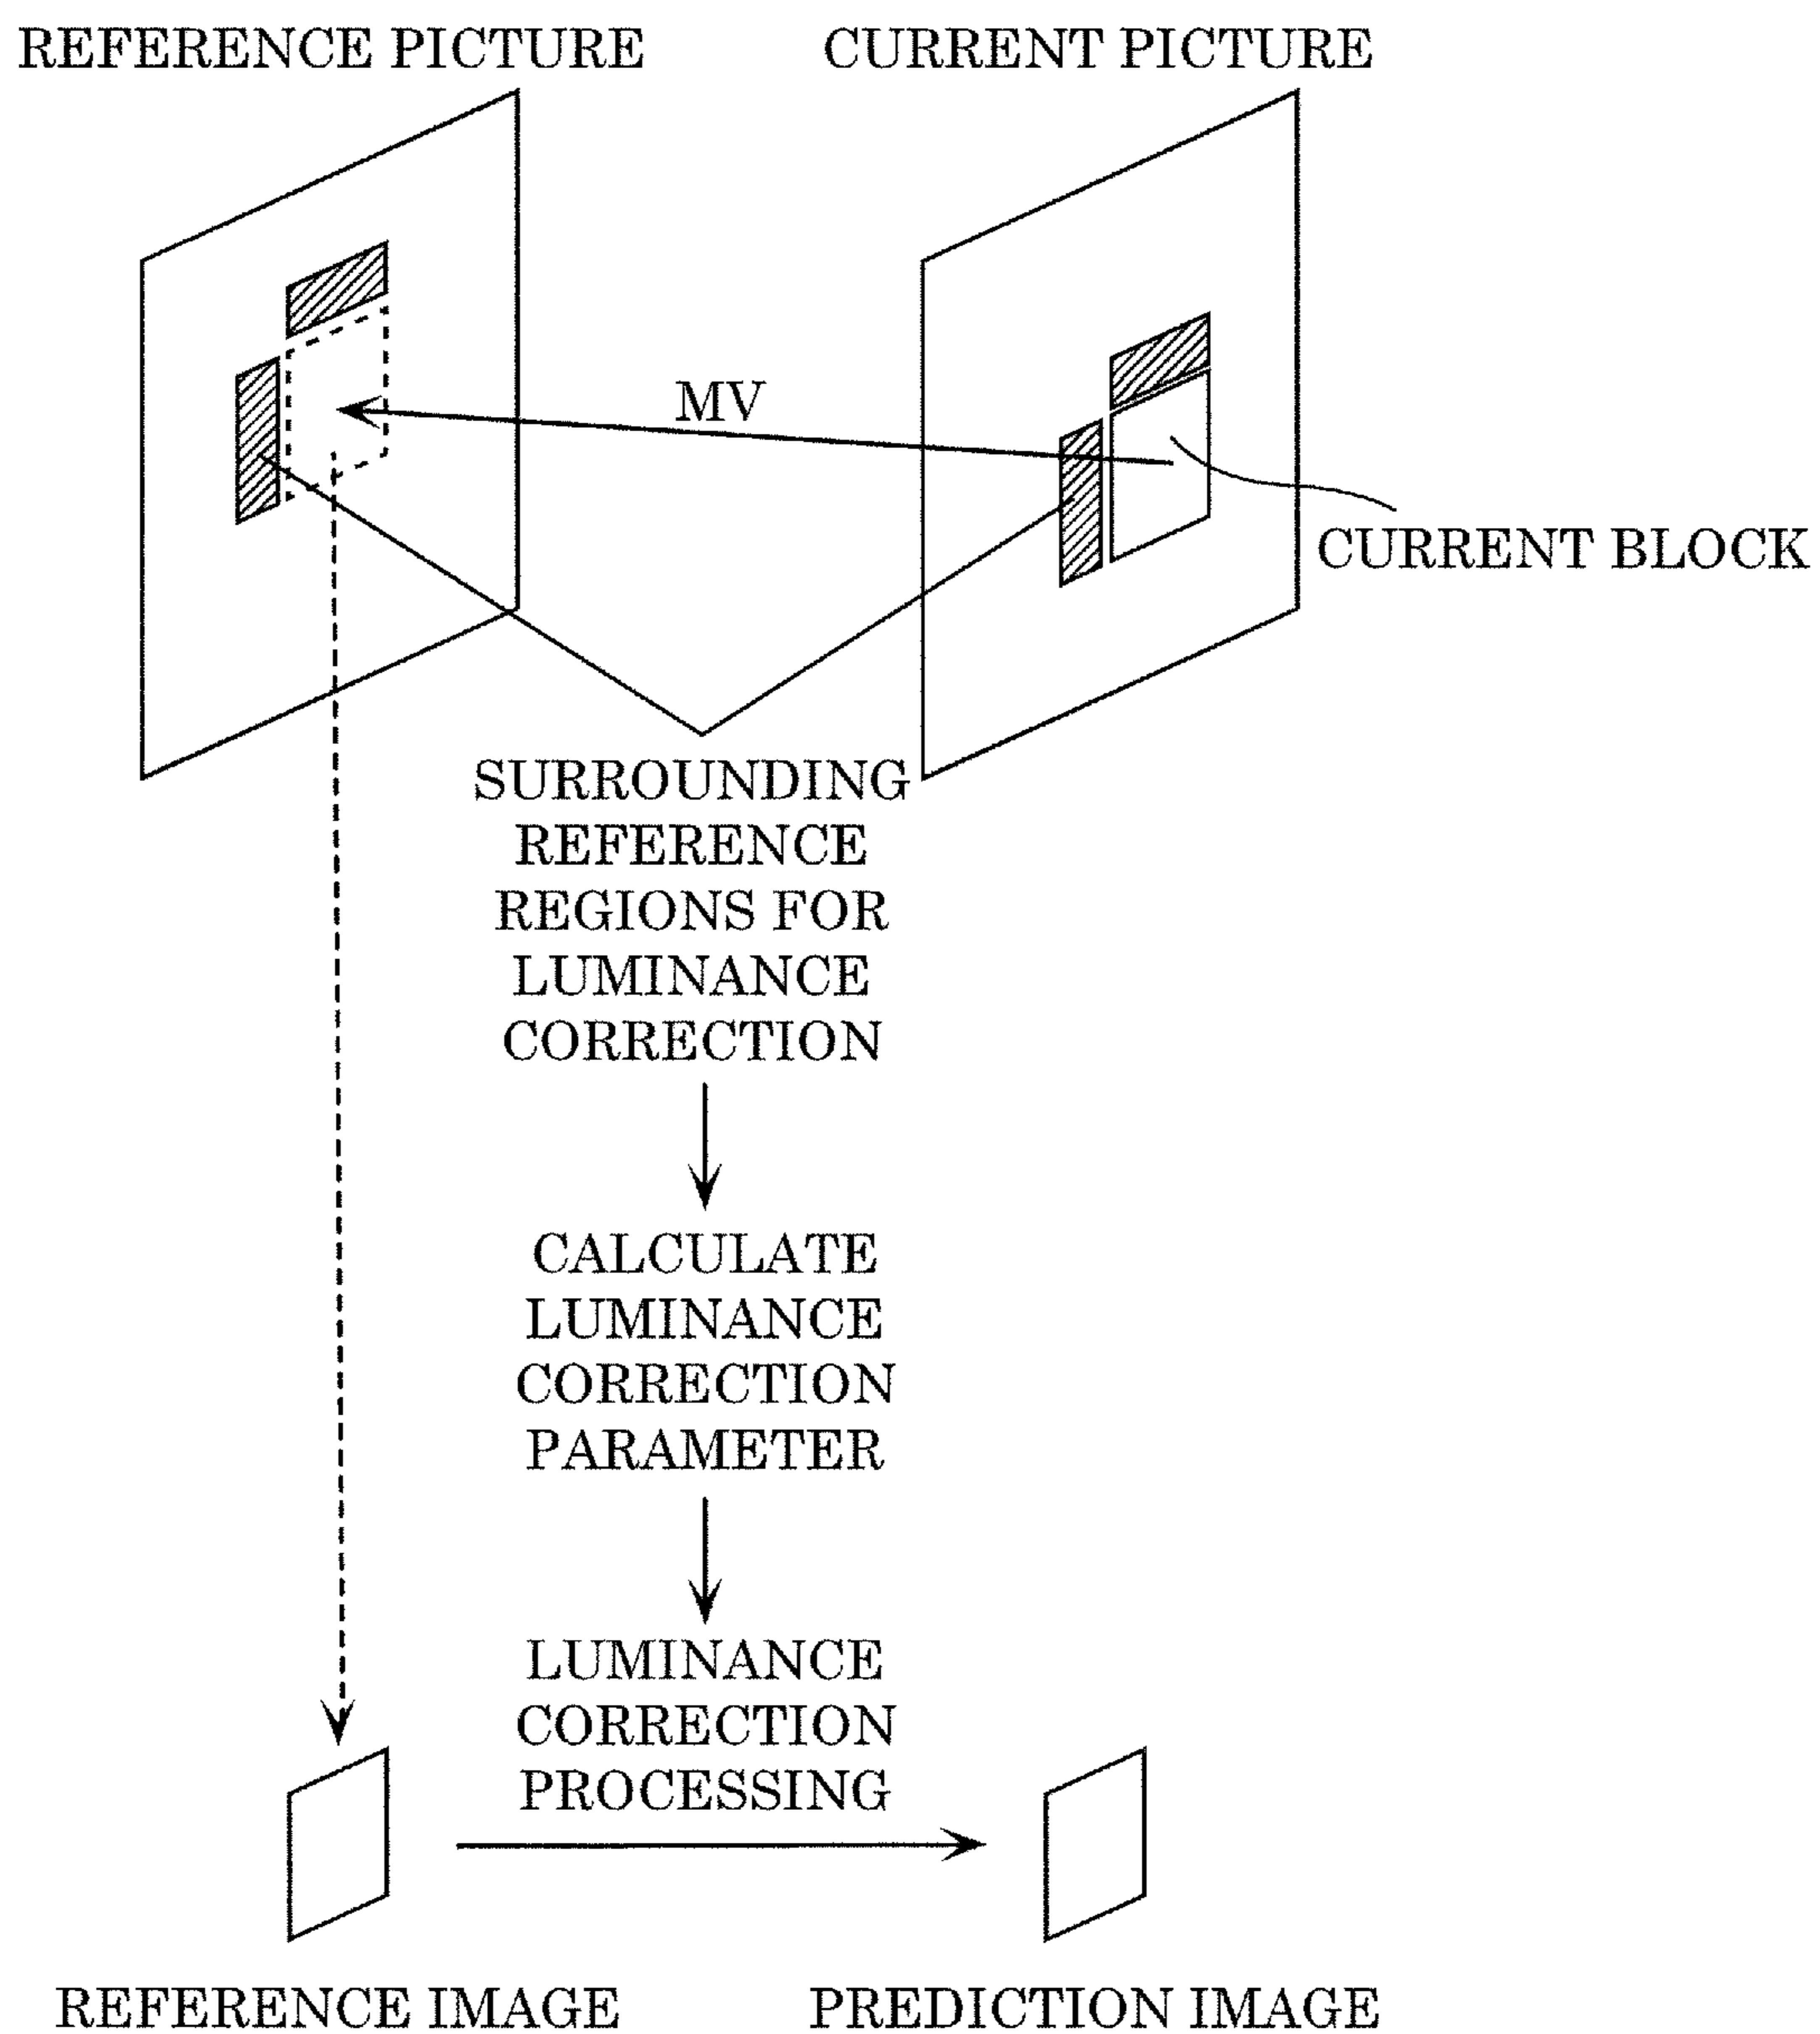 REFERENCE PICTURE
CURRENT PICTURE
MV
CURRENT BLOCK
SURROUNDING
REFERENCE
REGIONS FOR
LUMINANCE
CORRECTION
CALCULATE
LUMINANCE
CORRECTION
PARAMETER
LUMINANCE
CORRECTION
PROCESSING
REFERENCE IMAGE
PREDICTION IMAGE